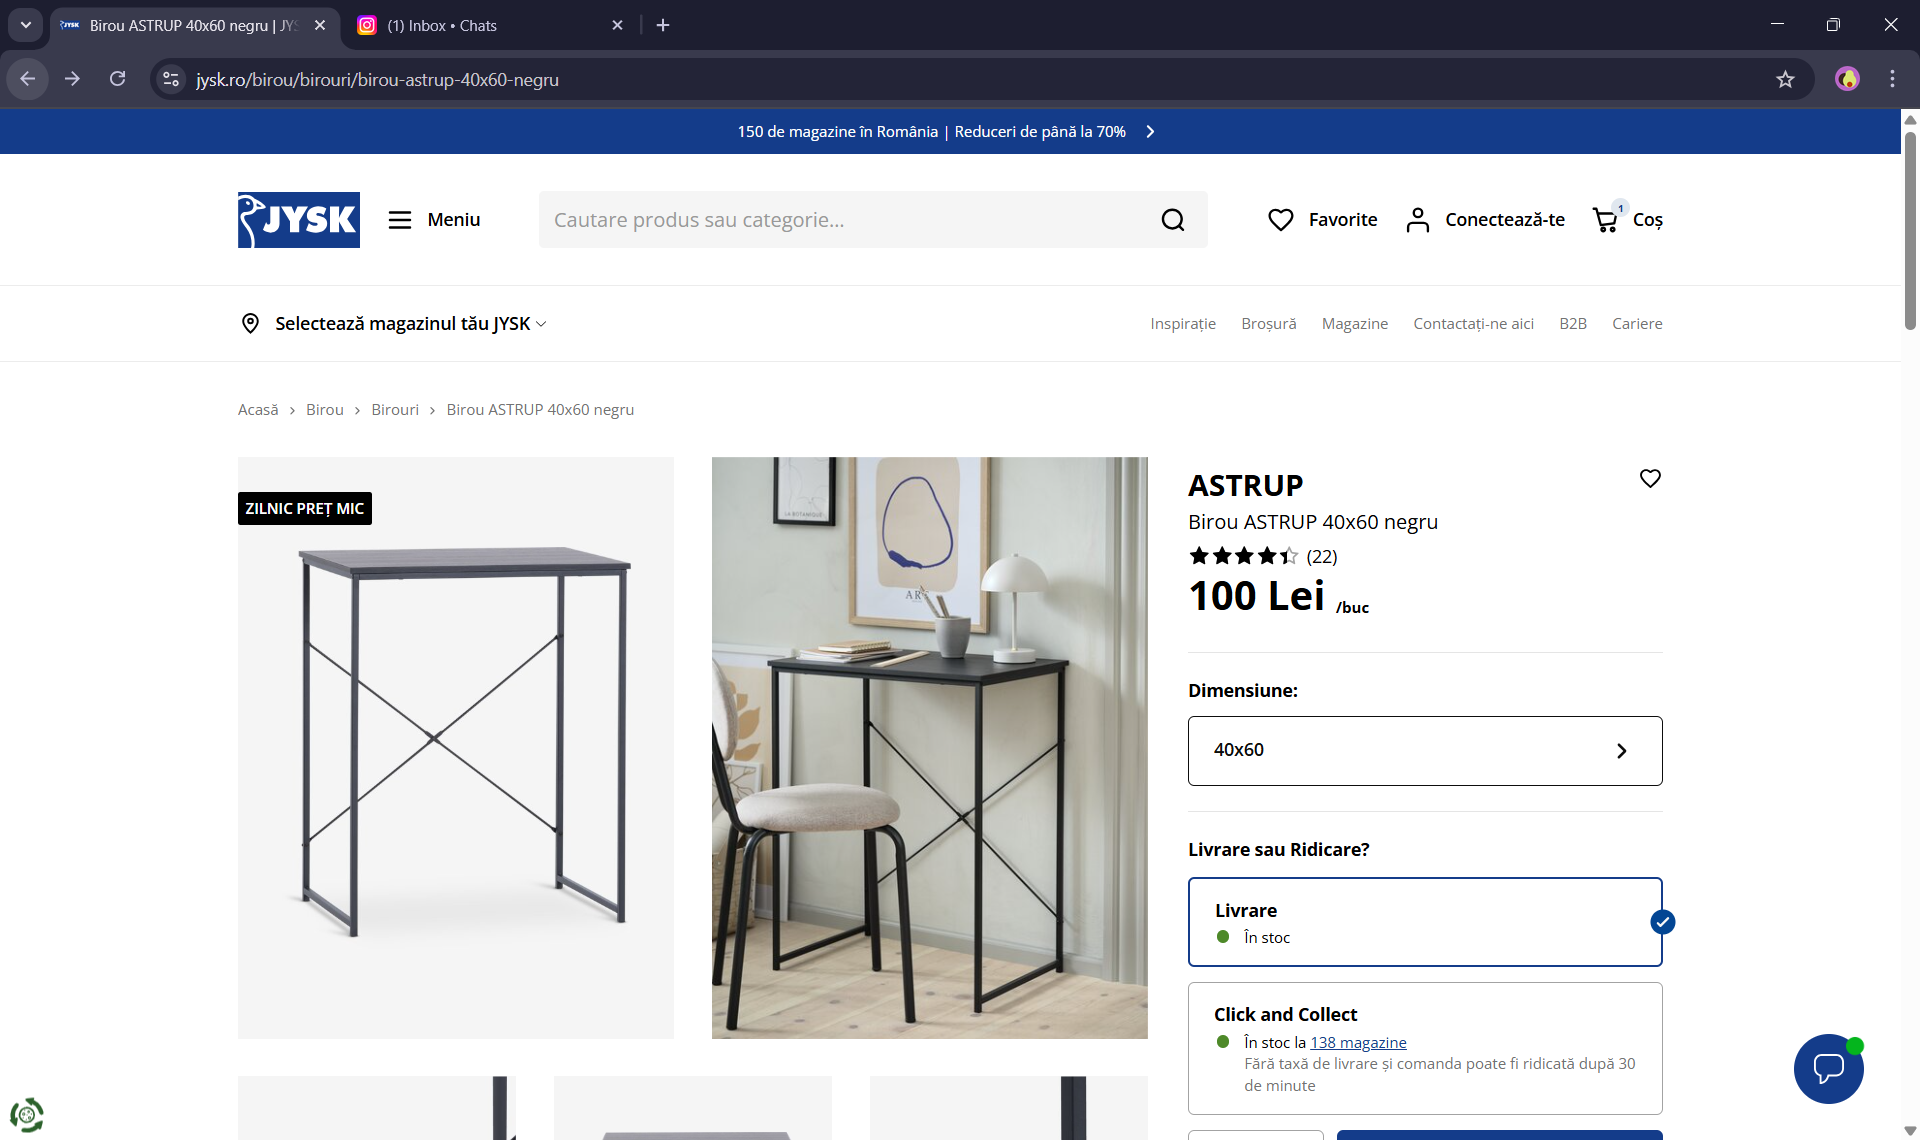 Birou ASTRUP 40x60 negru | JYS
(1) Inbox • Chats
jysk.ro/birou/birouri/birou-astrup-40x60-negru
150 de magazine în România | Reduceri de până la 70%
JYSK
Meniu
Cautare produs sau categorie...
Favorite
Conectează-te
1
Coș
Selectează magazinul tău JYSK
Inspirație
Broșură
Magazine
Contactați-ne aici
B2B
Cariere
Acasă > Birou > Birouri > Birou ASTRUP 40x60 negru
ZILNIC PREȚ MIC
LA BOTANIQUE
ASTRUP
Birou ASTRUP 40x60 negru
(22)
100 Lei /buc
Dimensiune:
40x60
Livrare sau Ridicare?
Livrare
În stoc
Click and Collect
În stoc la 138 magazine
Fără taxă de livrare și comanda poate fi ridicată după 30
de minute